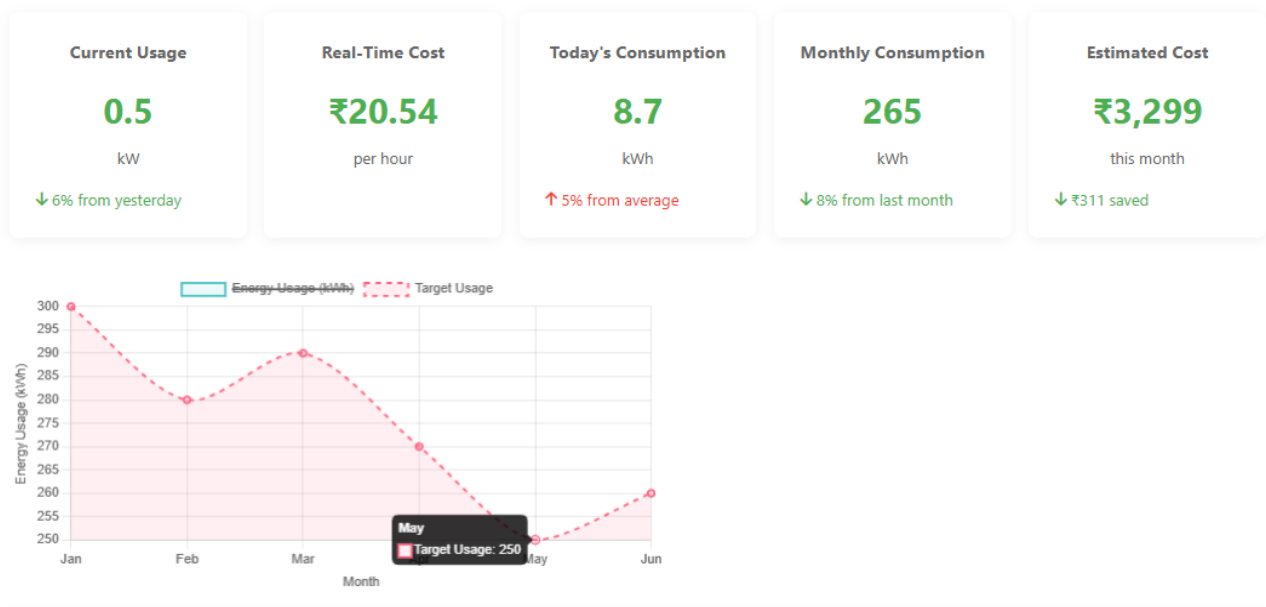 Current Usage
0.5
kW
↓ 6% from yesterday
Real-Time Cost
₹20.54
per hour
Today's Consumption
8.7
kWh
↑ 5% from average
Monthly Consumption
265
kWh
↓ 8% from last month
Estimated Cost
₹3,299
this month
↓ ₹311 saved
Energy Usage (kWh) Target Usage
Energy Usage (kWh)
300
295
290
285
280
275
270
265
260
255
250
May
Target Usage: 250
Jan Feb Mar Apr May Jun
Month